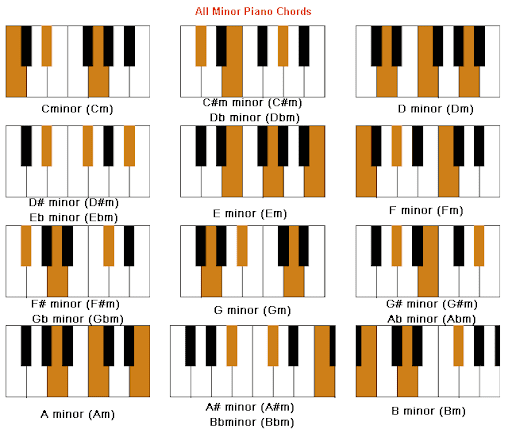 All Minor Piano Chords
Cminor (Cm)
C#m minor (C#m)
Db minor (Dbm)
D minor (Dm)
D# minor (D#m)
Eb minor (Ebm)
E minor (Em)
F minor (Fm)
F# minor (F#m)
Gb minor (Gbm)
G minor (Gm)
G# minor (G#m)
Ab minor (Abm)
A minor (Am)
A# minor (A#m)
Bbminor (Bbm)
B minor (Bm)